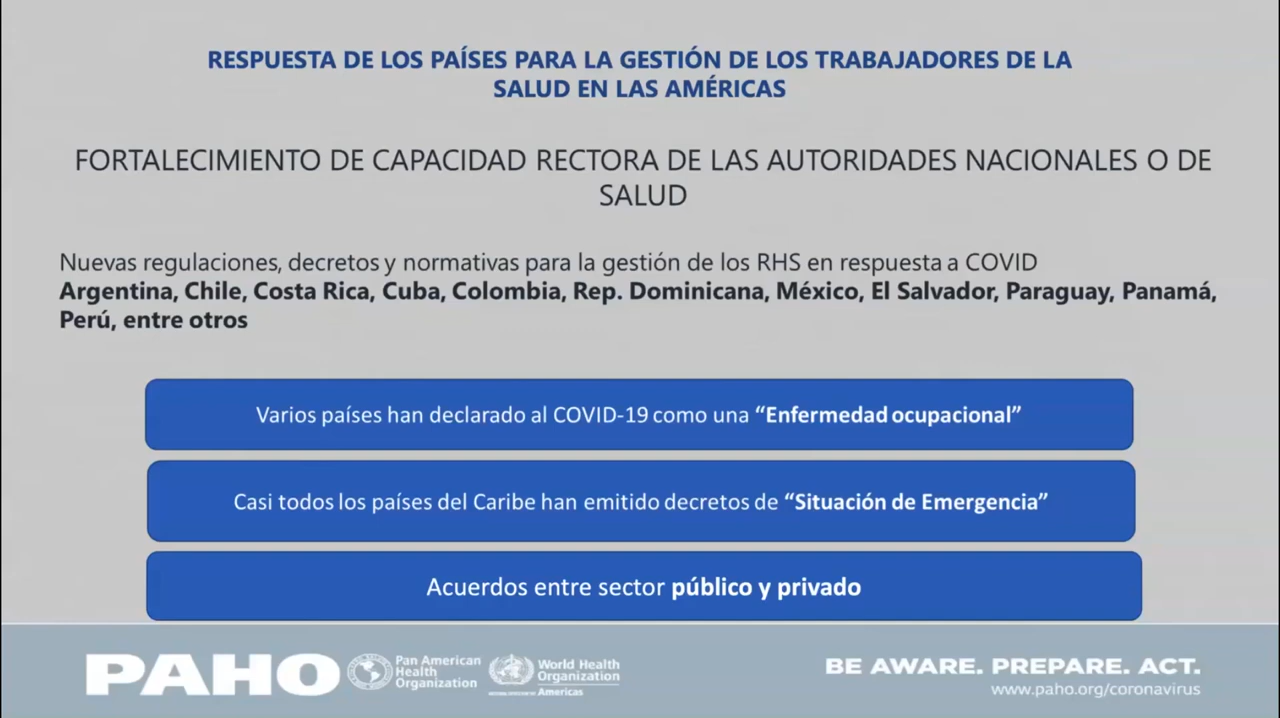 RESPUESTA DE LOS PAÍSES PARA LA GESTIÓN DE LOS TRABAJADORES DE LA
SALUD EN LAS AMÉRICAS
FORTALECIMIENTO DE CAPACIDAD RECTORA DE LAS AUTORIDADES NACIONALES O DE
SALUD
Nuevas regulaciones, decretos y normativas para la gestión de los RHS en respuesta a COVID
Argentina, Chile, Costa Rica, Cuba, Colombia, Rep. Dominicana, México, El Salvador, Paraguay, Panamá,
Perú, entre otros
Varios países han declarado al COVID-19 como una “Enfermedad ocupacional”
Casi todos los países del Caribe han emitido decretos de “Situación de Emergencia”
Acuerdos entre sector público y privado
PAHO
Pan American
Health
Organization
World Health
Organization
Americas
BE AWARE. PREPARE. ACT.
www.paho.org/coronavirus